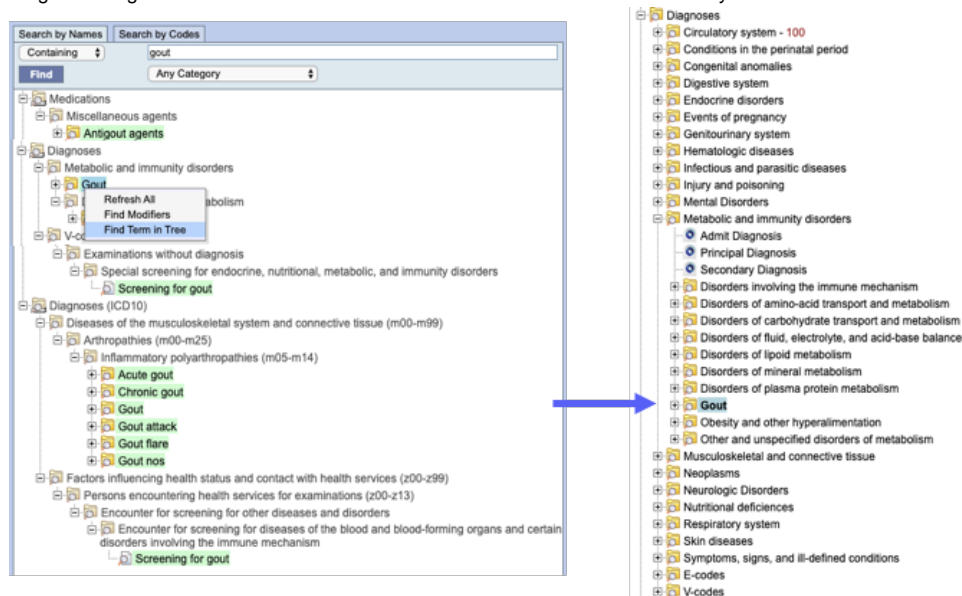 Search by Names
Search by Codes
Containing
gout
Find
Any Category
Medications
Miscellaneous agents
Antigout agents
Diagnoses
Metabolic and immunity disorders
Gout
Refresh All
abolism
Find Modifiers
Find Term in Tree
V-co
Examinations without diagnosis
Special screening for endocrine, nutritional, metabolic, and immunity disorders
Screening for gout
Diagnoses (ICD10)
Diseases of the musculoskeletal system and connective tissue (m00-m99)
Arthropathies (m00-m25)
Inflammatory polyarthropathies (m05-m14)
Acute gout
Chronic gout
Gout
Gout attack
Gout flare
Gout nos
Factors influencing health status and contact with health services (z00-z99)
Persons encountering health services for examinations (z00-z13)
Encounter for screening for other diseases and disorders
Encounter for screening for diseases of the blood and blood-forming organs and certain
disorders involving the immune mechanism
Screening for gout
Diagnoses
Circulatory system - 100
Conditions in the perinatal period
Congenital anomalies
Digestive system
Endocrine disorders
Events of pregnancy
Genitourinary system
Hematologic diseases
Infectious and parasitic diseases
Injury and poisoning
Mental Disorders
Metabolic and immunity disorders
Admit Diagnosis
Principal Diagnosis
Secondary Diagnosis
Disorders involving the immune mechanism
Disorders of amino-acid transport and metabolism
Disorders of carbohydrate transport and metabolism
Disorders of fluid, electrolyte, and acid-base balance
Disorders of lipoid metabolism
Disorders of mineral metabolism
Disorders of plasma protein metabolism
Gout
Obesity and other hyperalimentation
Other and unspecified disorders of metabolism
Musculoskeletal and connective tissue
Neoplasms
Neurologic Disorders
Nutritional deficiences
Respiratory system
Skin diseases
Symptoms, signs, and ill-defined conditions
E-codes
V-codes